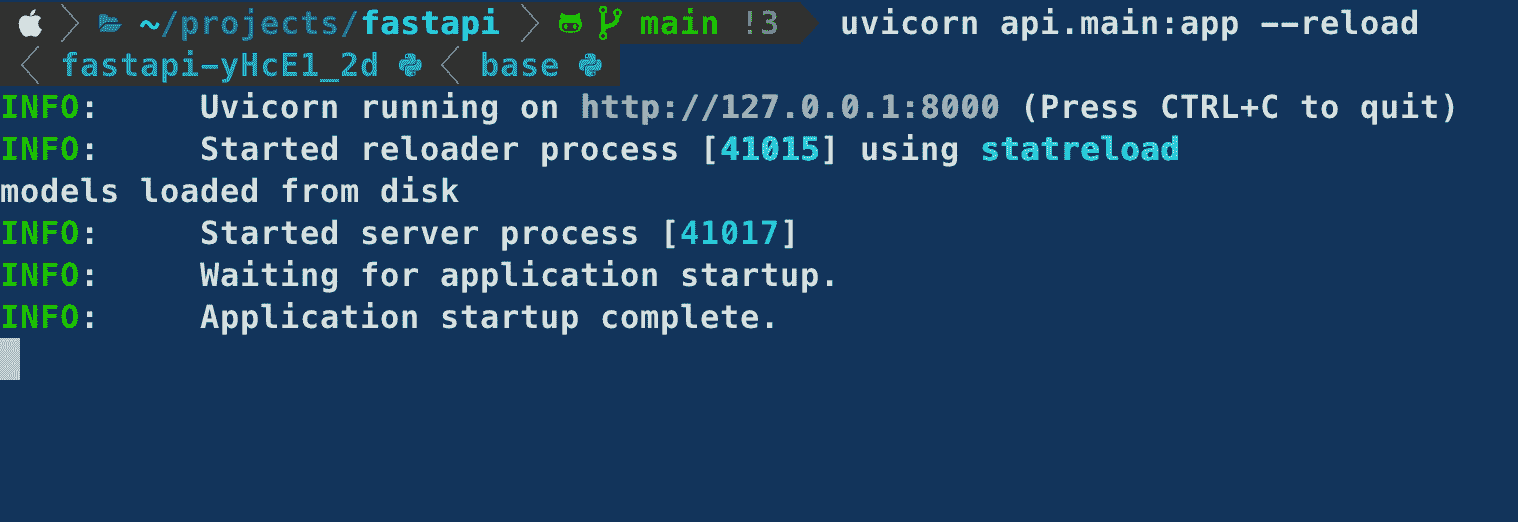 ~/projects/fastapi main !3 uvicorn api.main:app --reload
fastapi-yHcE1_2d base
INFO: Uvicorn running on http://127.0.0.1:8000 (Press CTRL+C to quit)
INFO: Started reloader process [41015] using statreload
models loaded from disk
INFO: Started server process [41017]
INFO: Waiting for application startup.
INFO: Application startup complete.